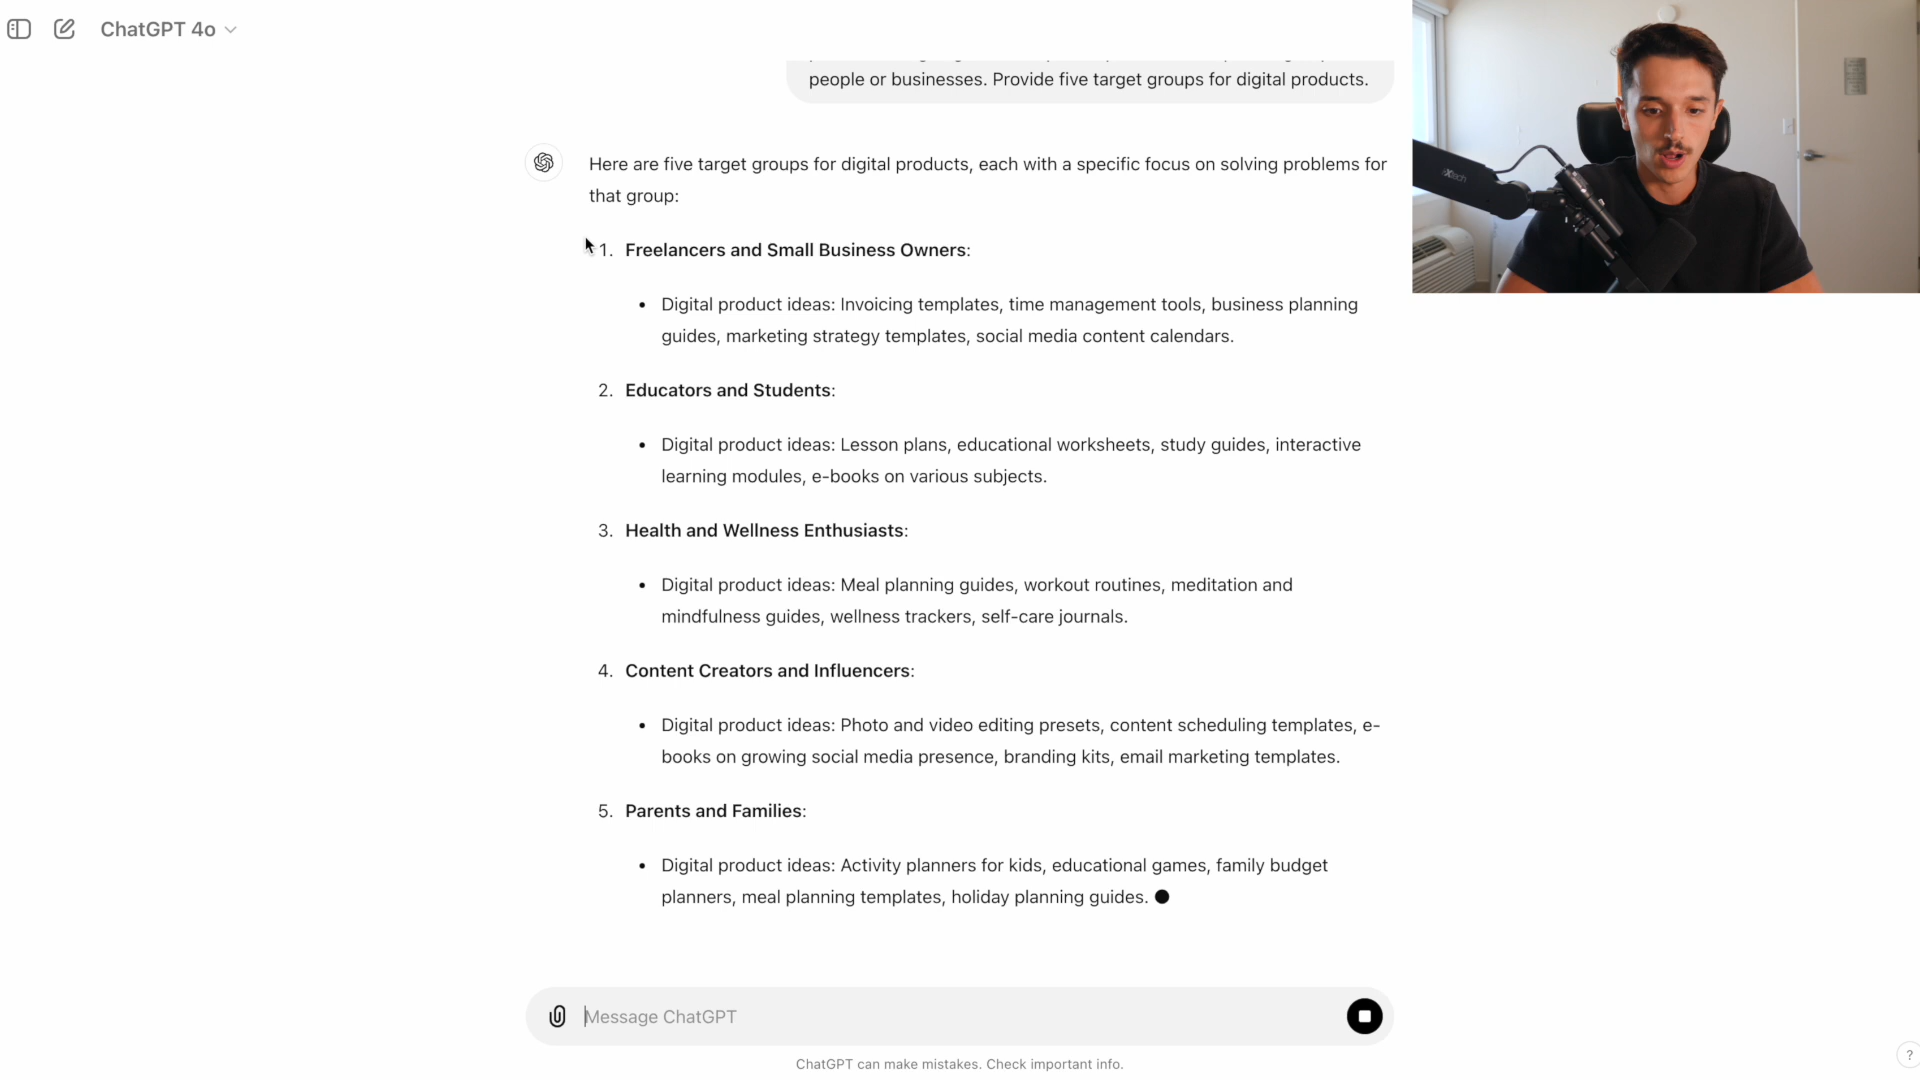 ChatGPT 4o
people or businesses. Provide five target groups for digital products.
Here are five target groups for digital products, each with a specific focus on solving problems for
that group:
1. Freelancers and Small Business Owners:
• Digital product ideas: Invoicing templates, time management tools, business planning
guides, marketing strategy templates, social media content calendars.
2. Educators and Students:
• Digital product ideas: Lesson plans, educational worksheets, study guides, interactive
learning modules, e-books on various subjects.
3. Health and Wellness Enthusiasts:
• Digital product ideas: Meal planning guides, workout routines, meditation and
mindfulness guides, wellness trackers, self-care journals.
4. Content Creators and Influencers:
• Digital product ideas: Photo and video editing presets, content scheduling templates, e-
books on growing social media presence, branding kits, email marketing templates.
5. Parents and Families:
• Digital product ideas: Activity planners for kids, educational games, family budget
planners, meal planning templates, holiday planning guides.
Message ChatGPT
ChatGPT can make mistakes. Check important info.
?